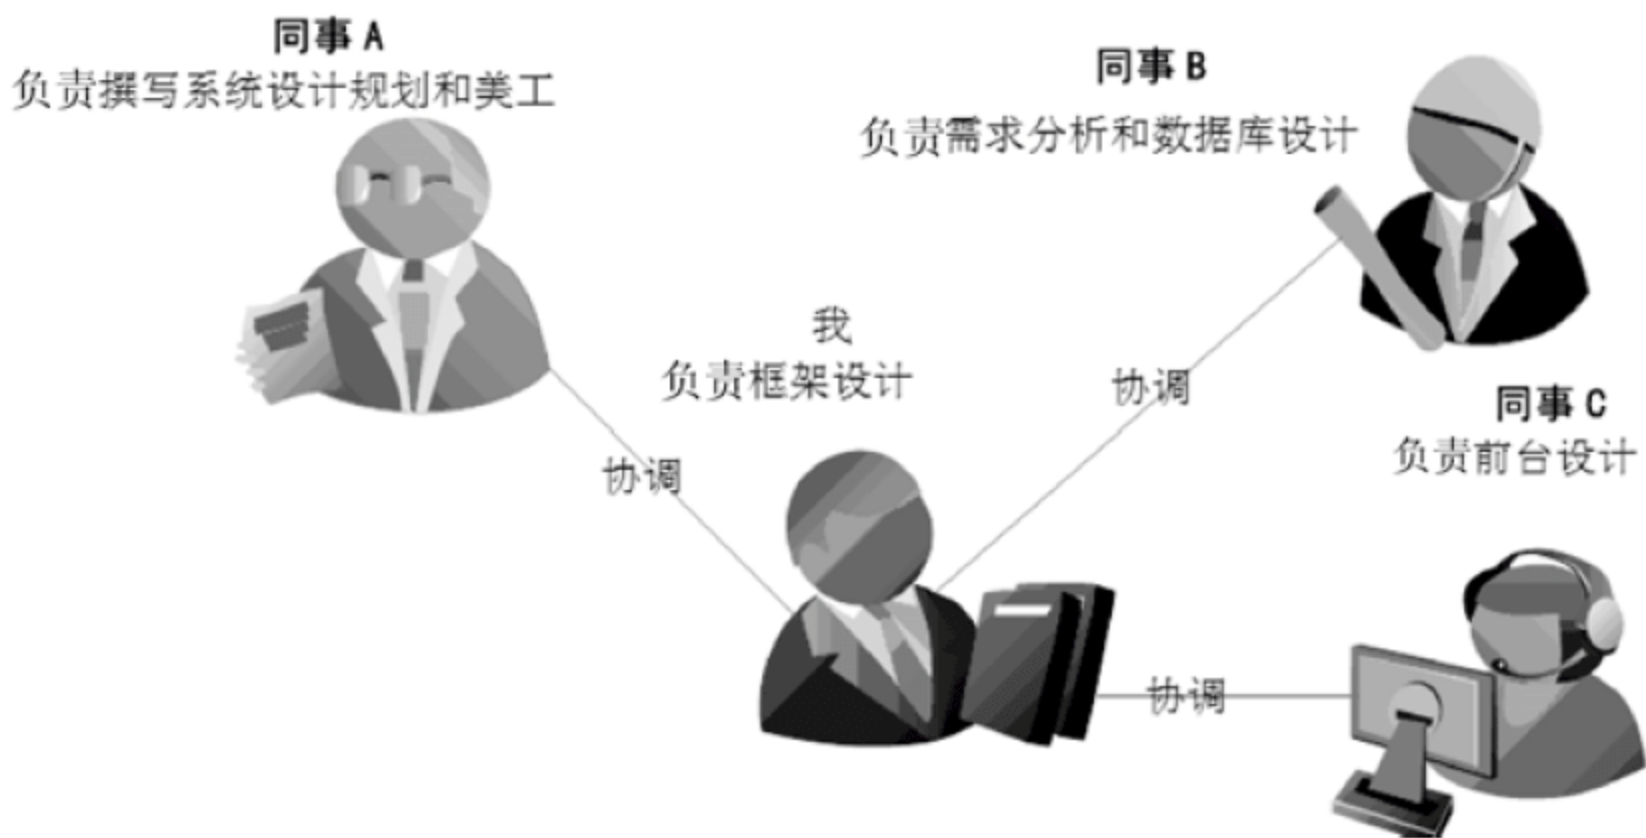 同事 A
负责撰写系统设计规划和美工
同事 B
负责需求分析和数据库设计
我
负责框架设计
协调
同事 C
负责前台设计
协调
协调